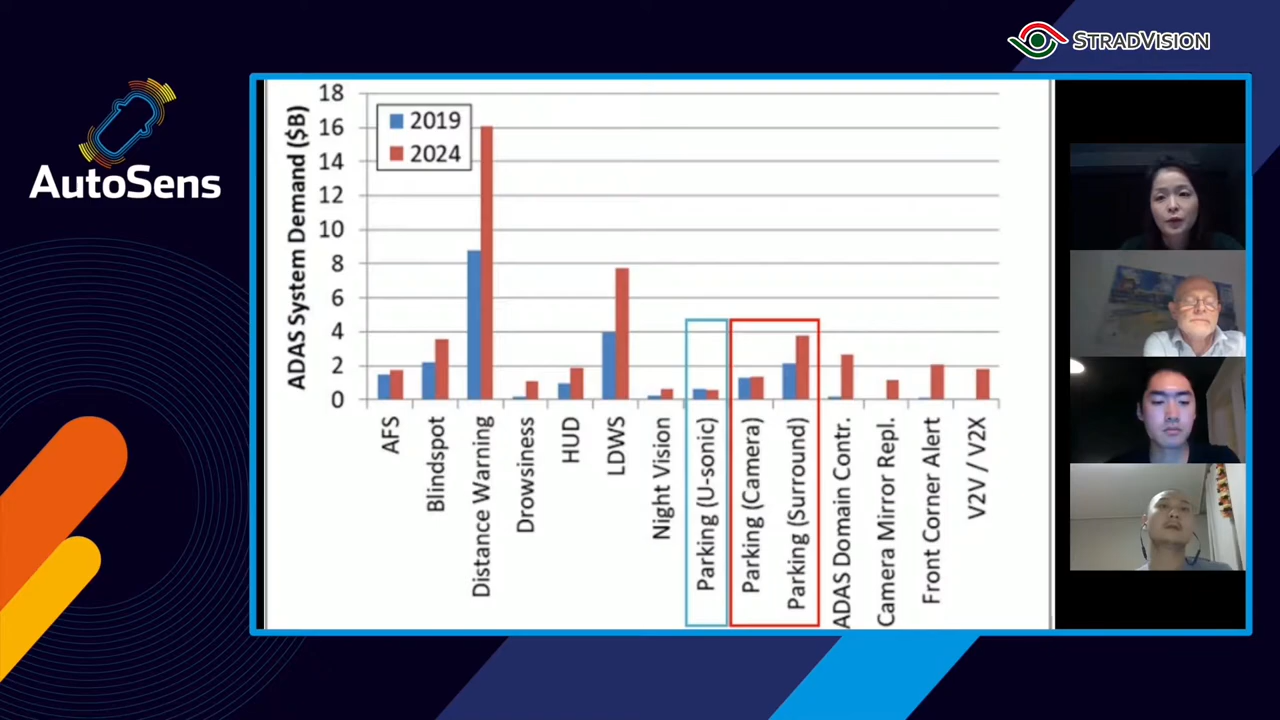 STRADVISION
AutoSens
ADAS System Demand ($B)
18
16
14
12
10
8
6
4
2
0
2019
2024
AFS
Blindspot
Distance Warning
Drowsiness
HUD
LDWS
Night Vision
Parking (U-sonic)
Parking (Camera)
Parking (Surround)
ADAS Domain Contr.
Camera Mirror Repl.
Front Corner Alert
V2V / V2X